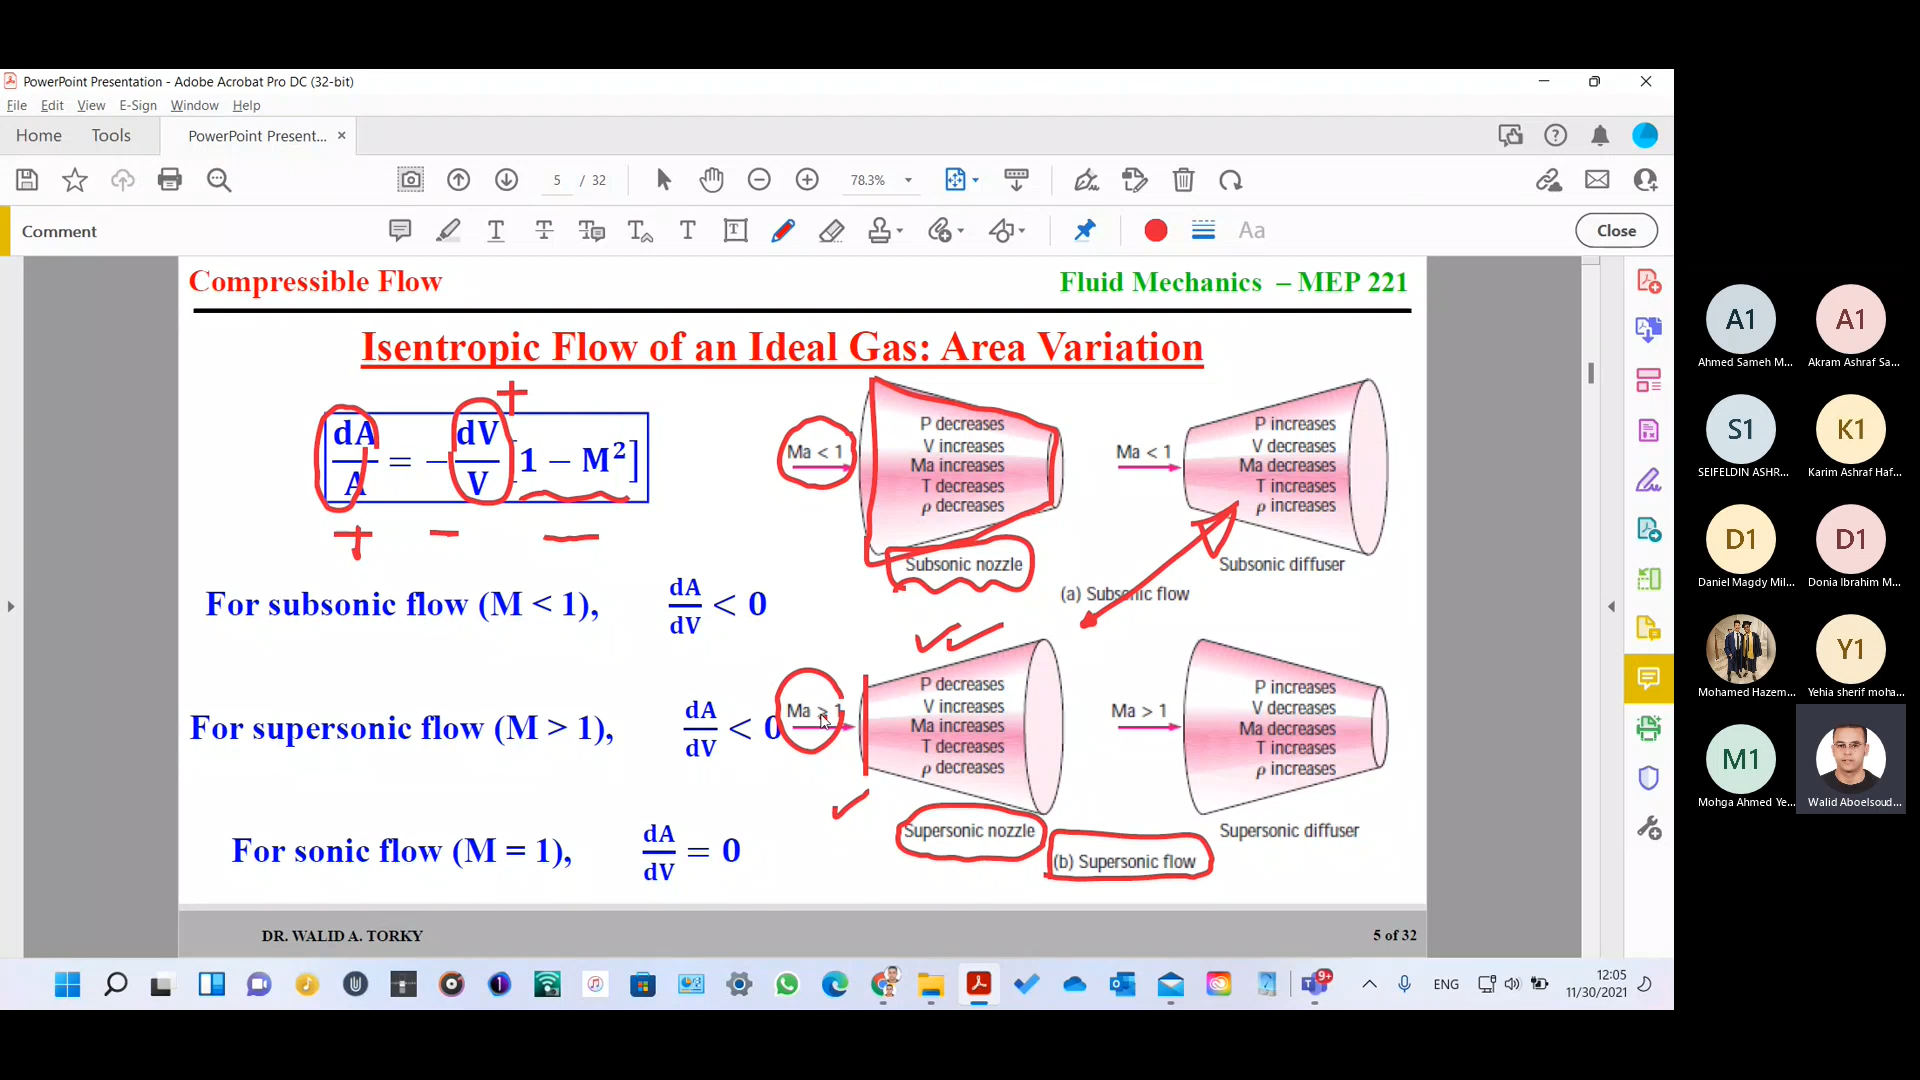 PowerPoint Presentation - Adobe Acrobat Pro DC (32-bit)
File Edit View E-Sign Window Help
Home Tools PowerPoint Present... ×
5 / 32 78.3%
Comment Aa Close
Compressible Flow Fluid Mechanics – MEP 221
Isentropic Flow of an Ideal Gas: Area Variation
dA/A = − dV/V [1 − M²]
+
+ − −
For subsonic flow (M < 1), dA/dV < 0
For supersonic flow (M > 1), dA/dV < 0
For sonic flow (M = 1), dA/dV = 0
Ma < 1
P decreases
V increases
Ma increases
T decreases
ρ decreases
Subsonic nozzle
Ma < 1
P increases
V decreases
Ma decreases
T increases
ρ increases
Subsonic diffuser
(a) Subsonic flow
Ma > 1
P decreases
V increases
Ma increases
T decreases
ρ decreases
Supersonic nozzle
Ma > 1
P increases
V decreases
Ma decreases
T increases
ρ increases
Supersonic diffuser
(b) Supersonic flow
DR. WALID A. TORKY 5 of 32
A1 A1
Ahmed Sameh M... Akram Ashraf Sa...
S1 K1
SEIFELDIN ASHR... Karim Ashraf Haf...
D1 D1
Daniel Magdy Mil... Donia Ibrahim M...
Y1
Mohamed Hazem... Yehia sherif moha...
M1
Mohga Ahmed Ye... Walid Aboelsoud...
9+
ENG
12:05
11/30/2021